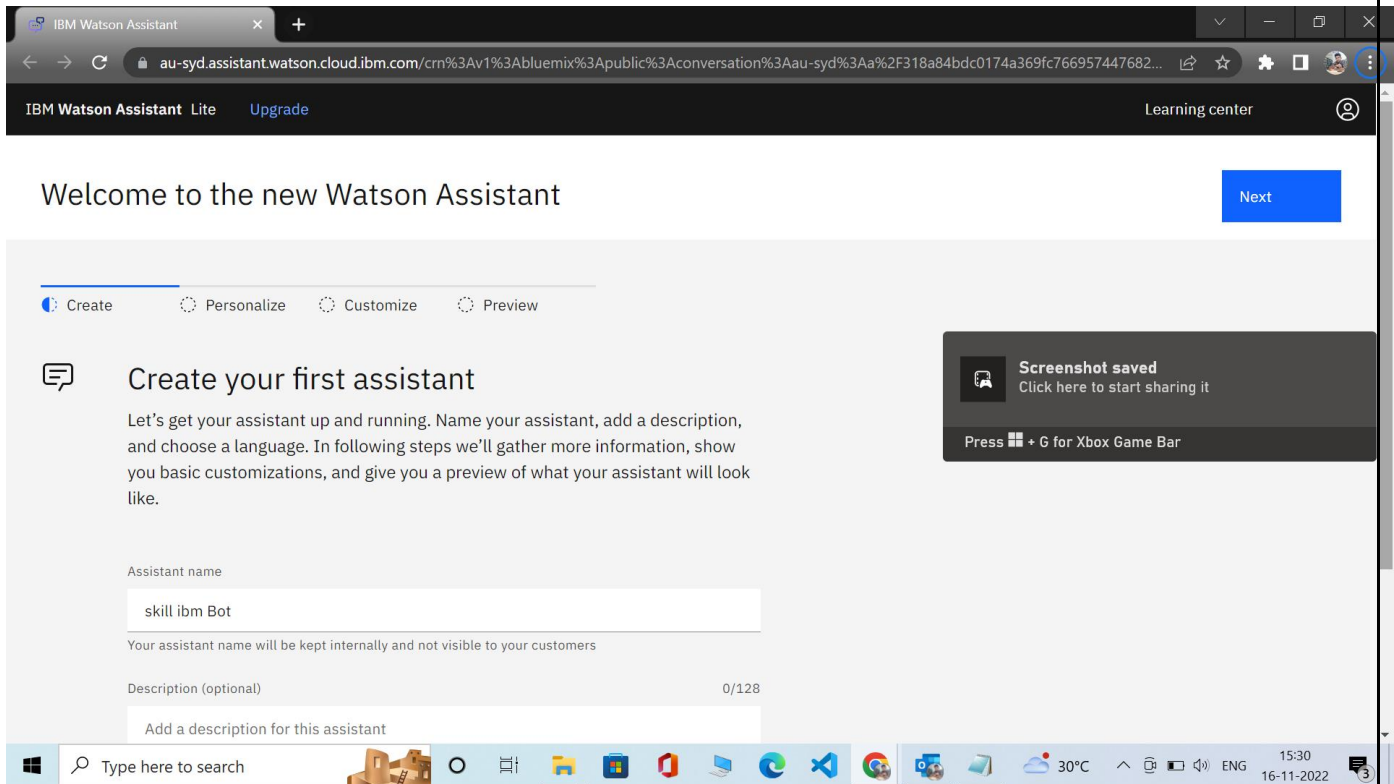 IBM Watson Assistant
au-syd.assistant.watson.cloud.ibm.com/crn%3Av1%3Abluemix%3Apublic%3Aconversation%3Aau-syd%3Aa%2F318a84bdc0174a369fc766957447682...
IBM Watson Assistant Lite Upgrade Learning center
Welcome to the new Watson Assistant
Next
Create Personalize Customize Preview
Create your first assistant
Let's get your assistant up and running. Name your assistant, add a description,
and choose a language. In following steps we'll gather more information, show
you basic customizations, and give you a preview of what your assistant will look
like.
Screenshot saved
Click here to start sharing it
Press + G for Xbox Game Bar
Assistant name
skill ibm Bot
Your assistant name will be kept internally and not visible to your customers
Description (optional) 0/128
Add a description for this assistant
Type here to search
30°C ENG
15:30
16-11-2022
3